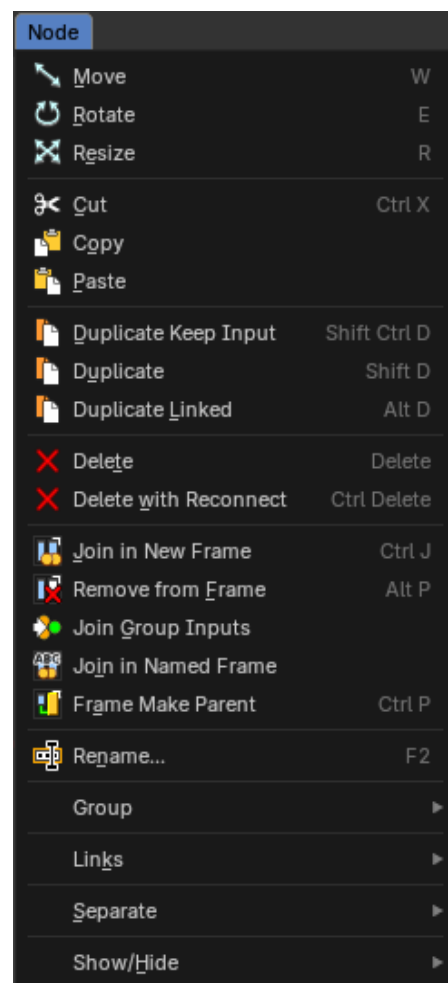 Node
Move W
Rotate E
Resize R
Cut Ctrl X
Copy
Paste
Duplicate Keep Input Shift Ctrl D
Duplicate Shift D
Duplicate Linked Alt D
Delete Delete
Delete with Reconnect Ctrl Delete
Join in New Frame Ctrl J
Remove from Frame Alt P
Join Group Inputs
ABC Join in Named Frame
Frame Make Parent Ctrl P
Rename... F2
Group
Links
Separate
Show/Hide